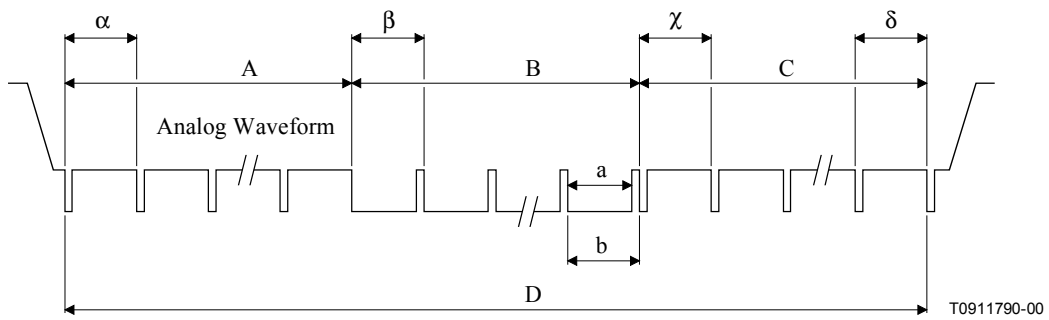 α β χ δ
A B C
Analog Waveform
a
b
D
T0911790-00